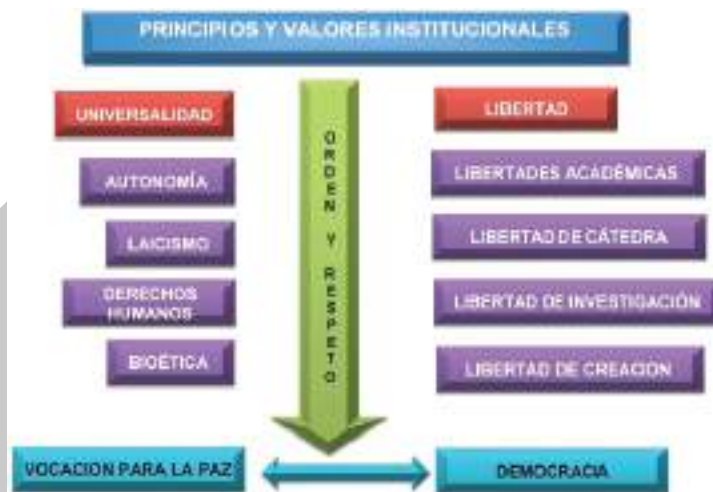 PRINCIPIOS Y VALORES INSTITUCIONALES
UNIVERSALIDAD
AUTONOMÍA
LAICISMO
DERECHOS
HUMANOS
BIOÉTICA
ORDEN Y RESPETO
LIBERTAD
LIBERTADES ACADÉMICAS
LIBERTAD DE CÁTEDRA
LIBERTAD DE INVESTIGACIÓN
LIBERTAD DE CREACION
VOCACION PARA LA PAZ
DEMOCRACIA